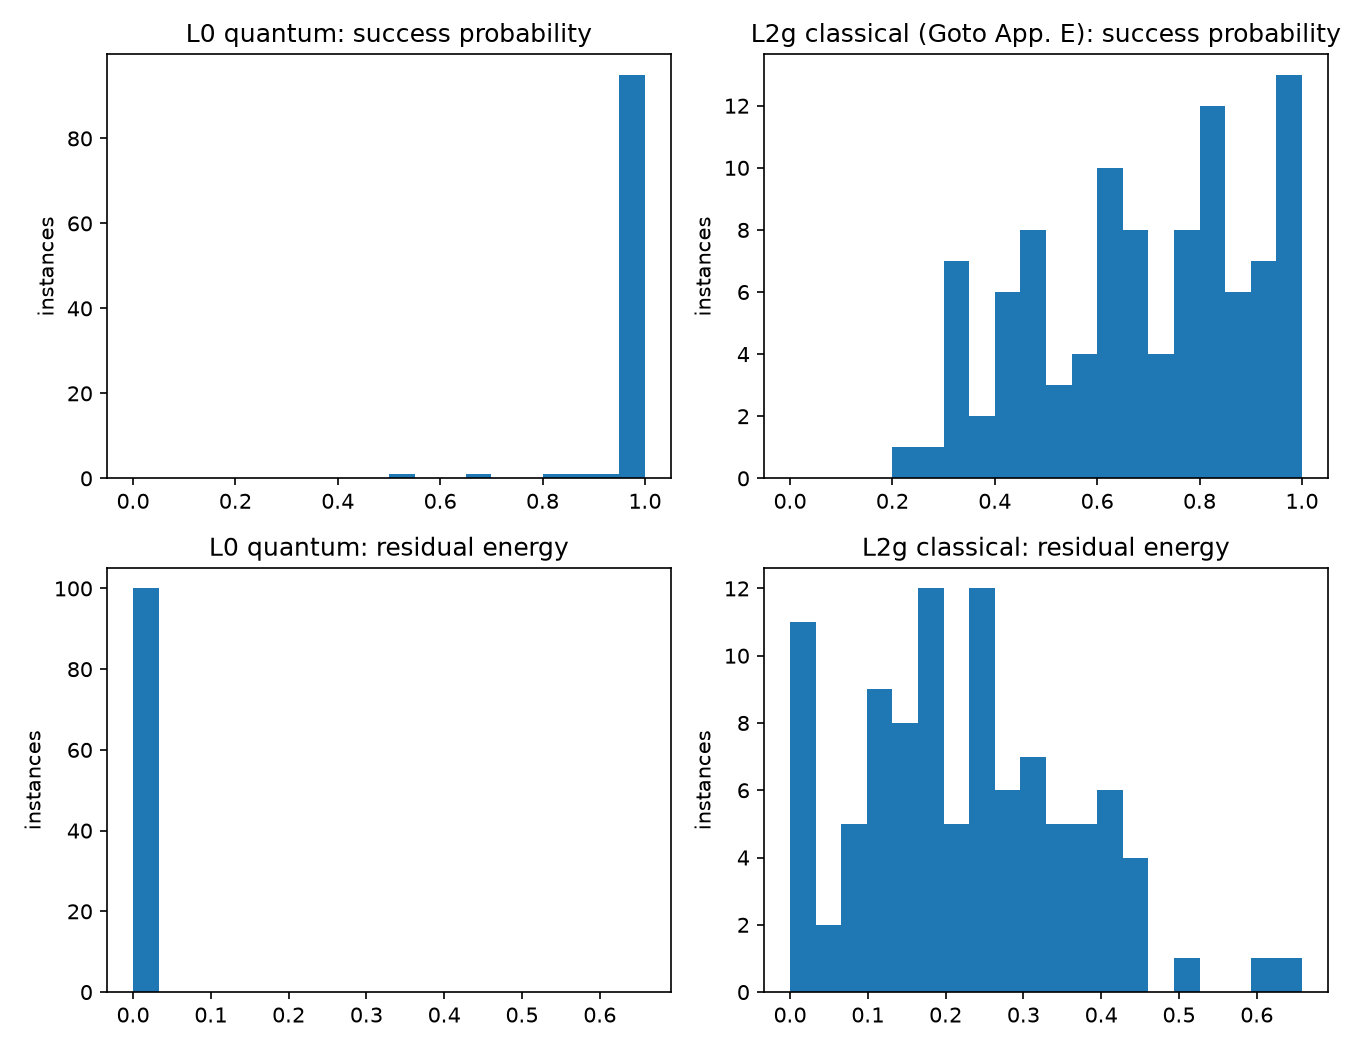 L0 quantum: success probability
80
60
40
20
0
instances
0.0 0.2 0.4 0.6 0.8 1.0
L2g classical (Goto App. E): success probability
12
10
8
6
4
2
0
instances
0.0 0.2 0.4 0.6 0.8 1.0
L0 quantum: residual energy
100
80
60
40
20
0
instances
0.0 0.1 0.2 0.3 0.4 0.5 0.6
L2g classical: residual energy
12
10
8
6
4
2
0
instances
0.0 0.1 0.2 0.3 0.4 0.5 0.6